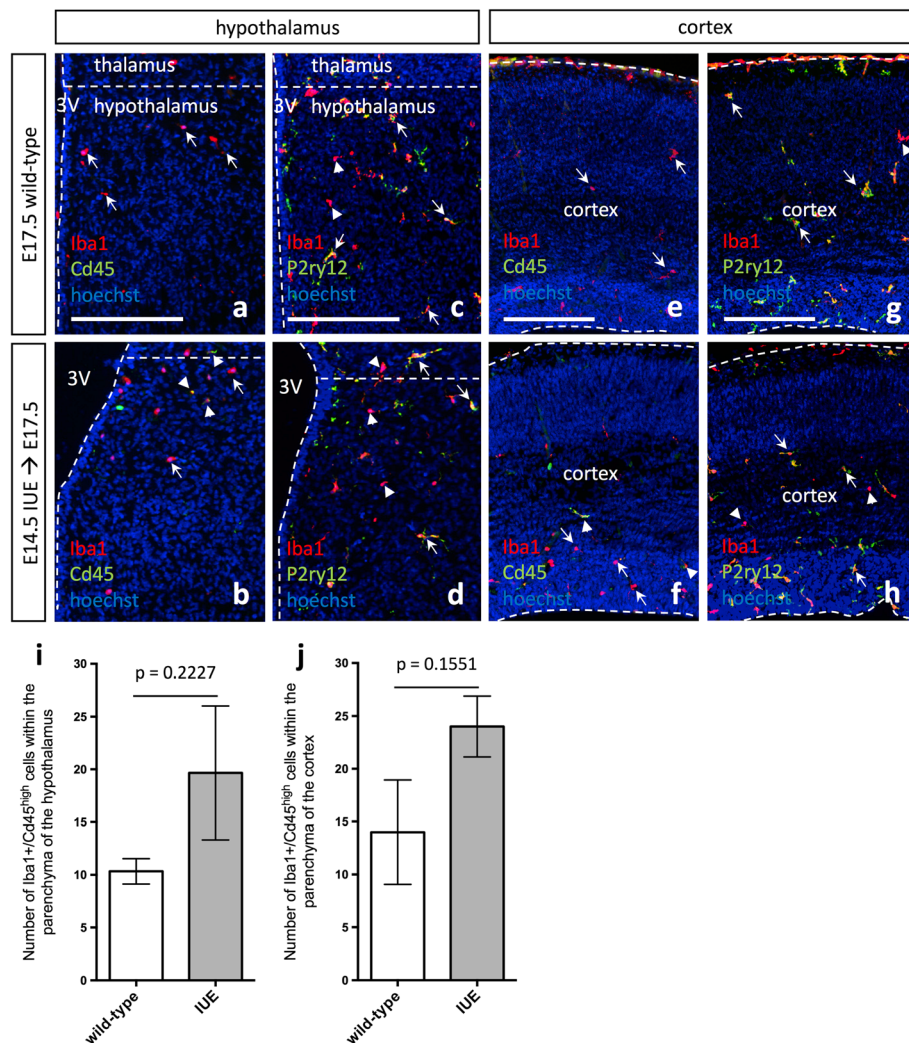 hypothalamus
cortex
E17.5 wild-type
thalamus
3V hypothalamus
Iba1
Cd45
hoechst
a
thalamus
3V
hypothalamus
Iba1
P2ry12
hoechst
c
cortex
Iba1
Cd45
hoechst
e
cortex
Iba1
P2ry12
hoechst
g
E14.5 IUE → E17.5
3V
Iba1
Cd45
hoechst
b
3V
Iba1
P2ry12
hoechst
d
cortex
Iba1
Cd45
hoechst
f
cortex
Iba1
P2ry12
hoechst
h
i
Number of Iba1+/Cd45high cells within the
parenchyma of the hypothalamus
p = 0.2227
30
25
20
15
10
5
0
wild-type
IUE
j
Number of Iba1+/Cd45high cells within the
parenchyma of the cortex
p = 0.1551
30
25
20
15
10
5
0
wild-type
IUE